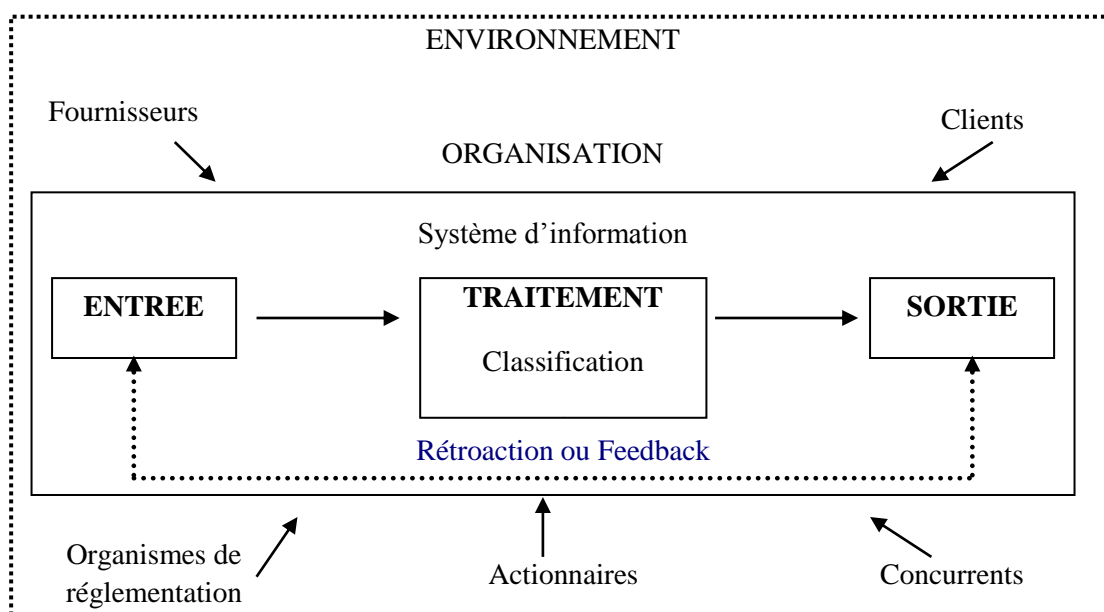 ENVIRONNEMENT
Fournisseurs
Clients
ORGANISATION
Système d’information
ENTREE
TRAITEMENT
SORTIE
Classification
Rétroaction ou Feedback
Organismes de
réglementation
Actionnaires
Concurrents